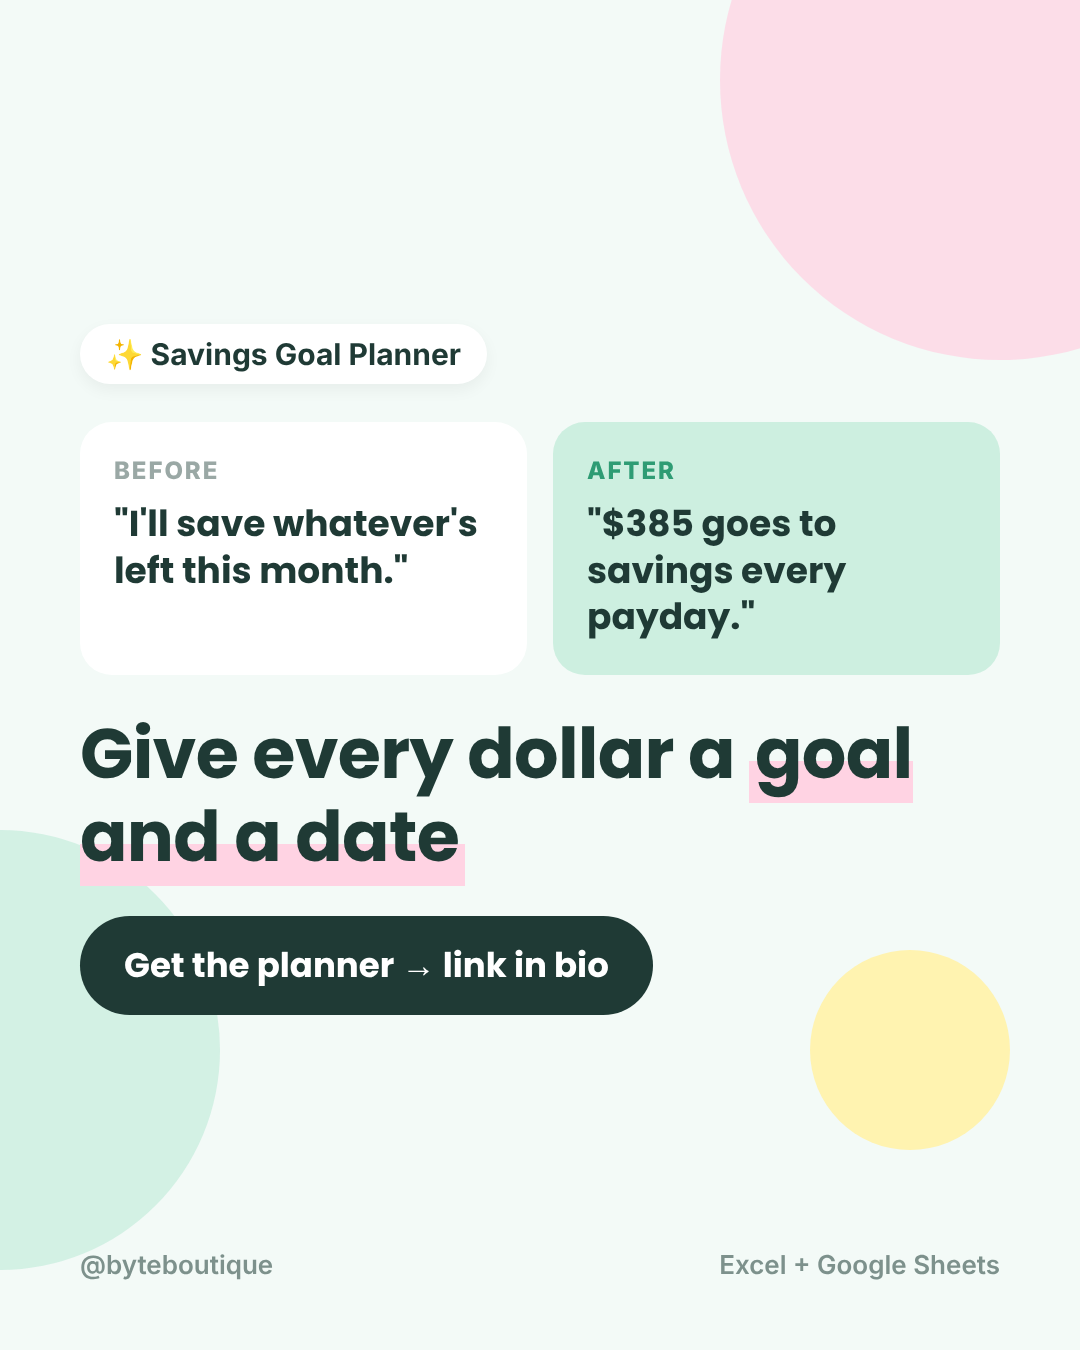 ✨ Savings Goal Planner
BEFORE
"I'll save whatever's
left this month."
AFTER
"$385 goes to
savings every
payday."
Give every dollar a goal
and a date
Get the planner → link in bio
@byteboutique
Excel + Google Sheets